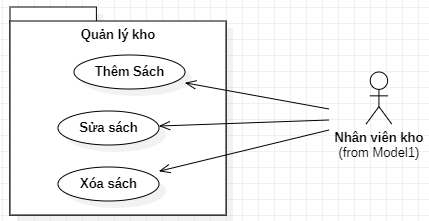 Quản lý kho
Thêm Sách
Sửa sách
Xóa sách
Nhân viên kho
(from Model1)